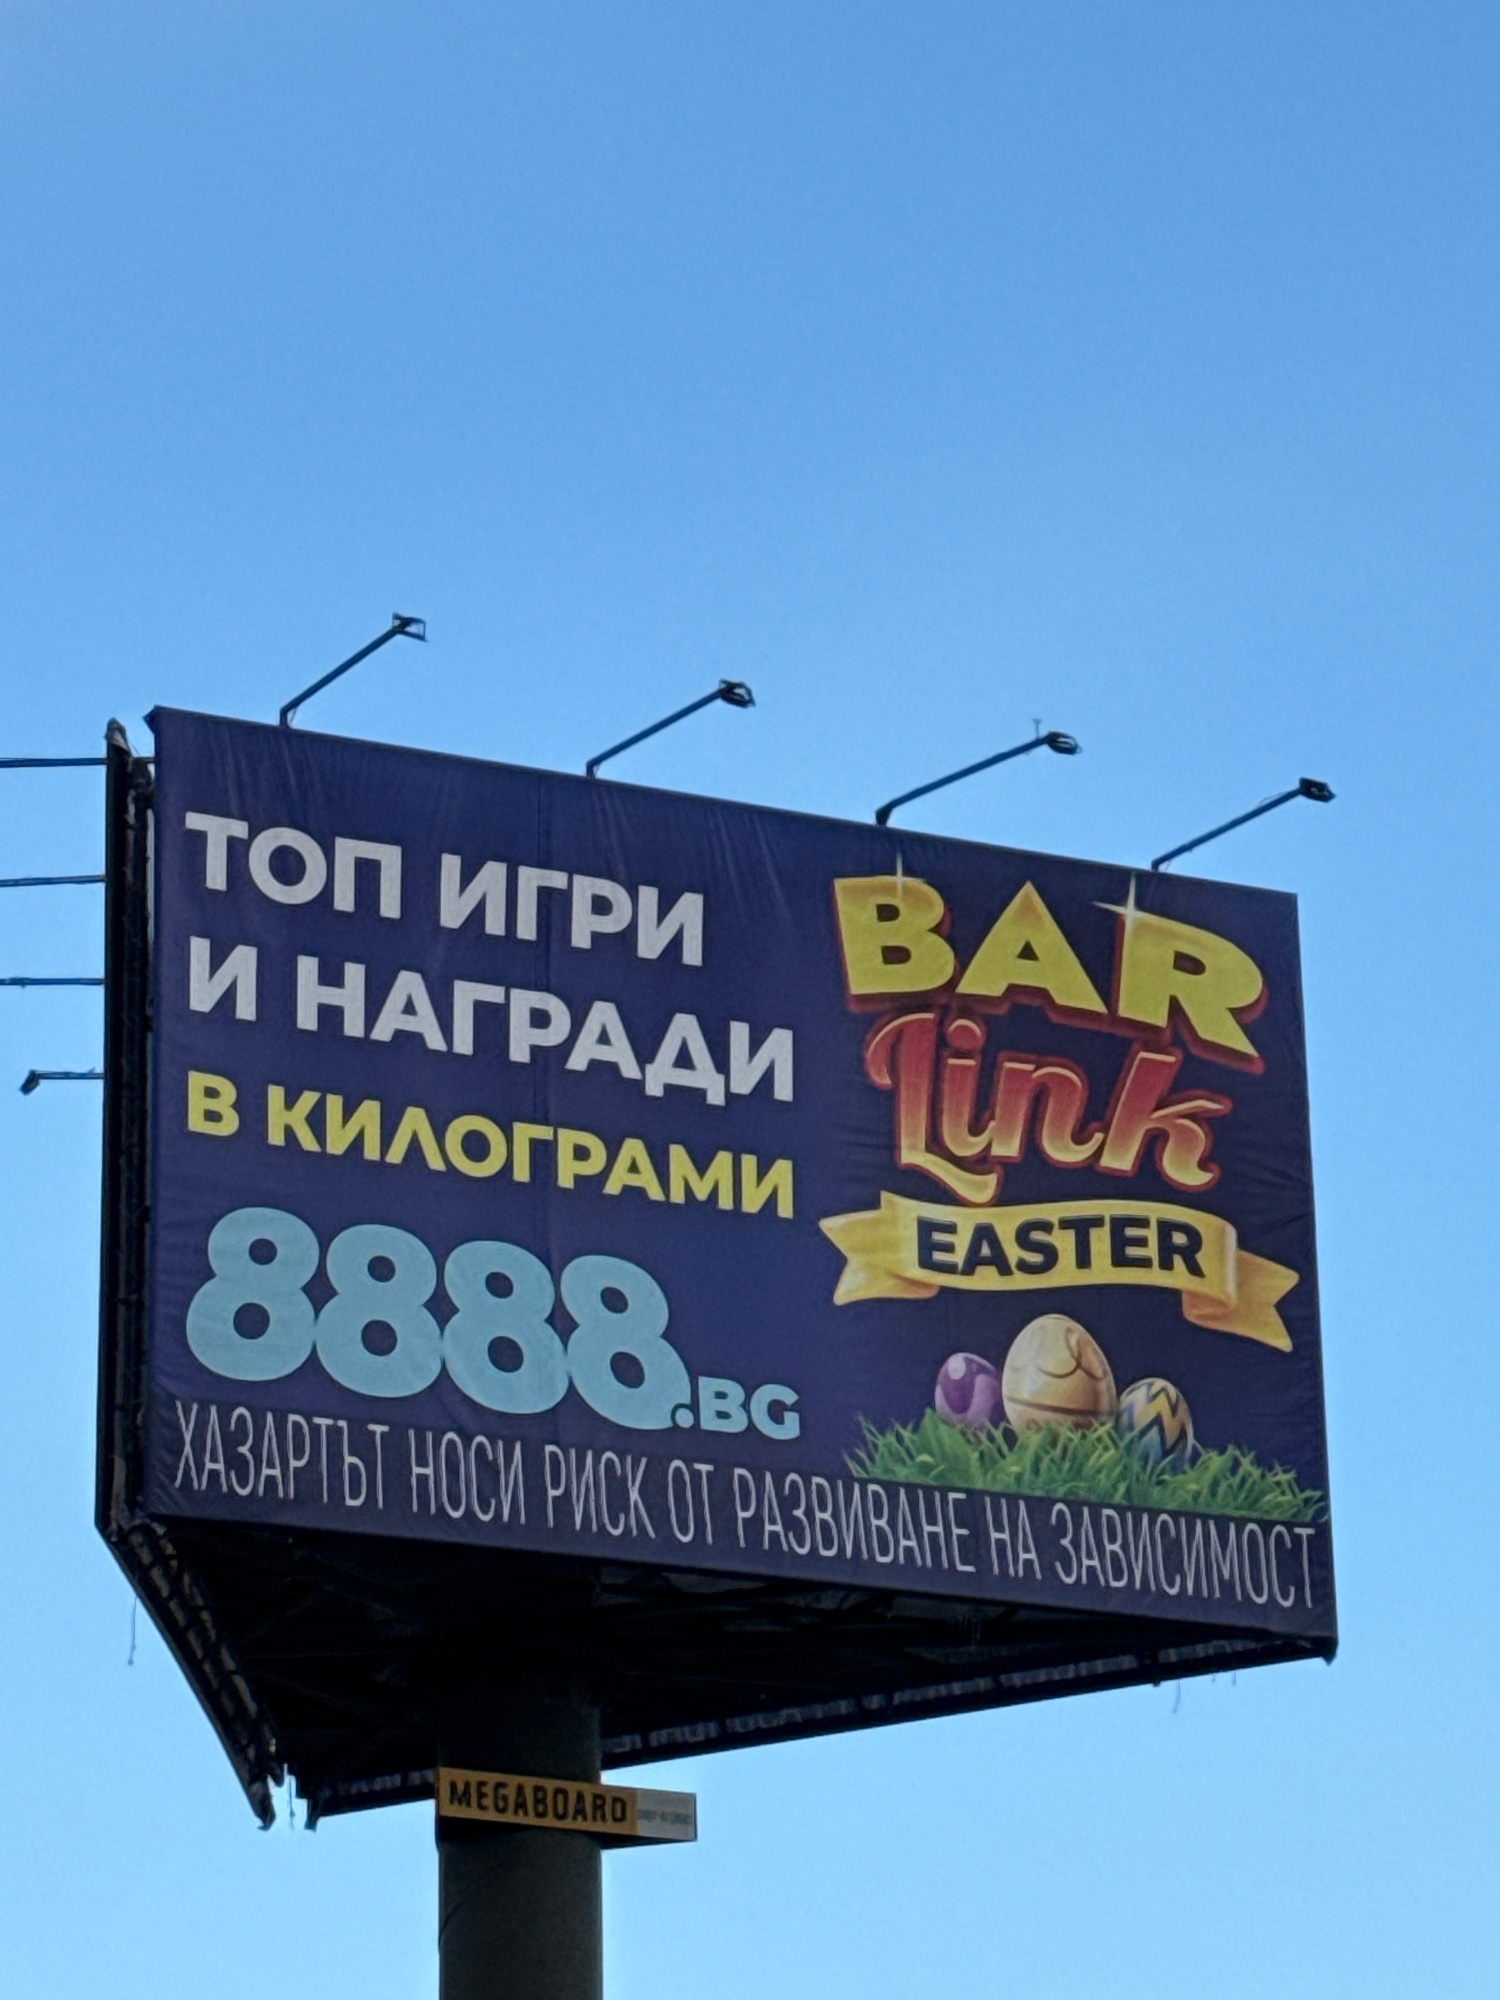 ТОП ИГРИ
И НАГРАДИ
В КИЛОГРАМИ
8888.BG
BAR
Link
EASTER
ХАЗАРТЪТ НОСИ РИСК ОТ РАЗВИВАНЕ НА ЗАВИСИМОСТ
MEGABOARD